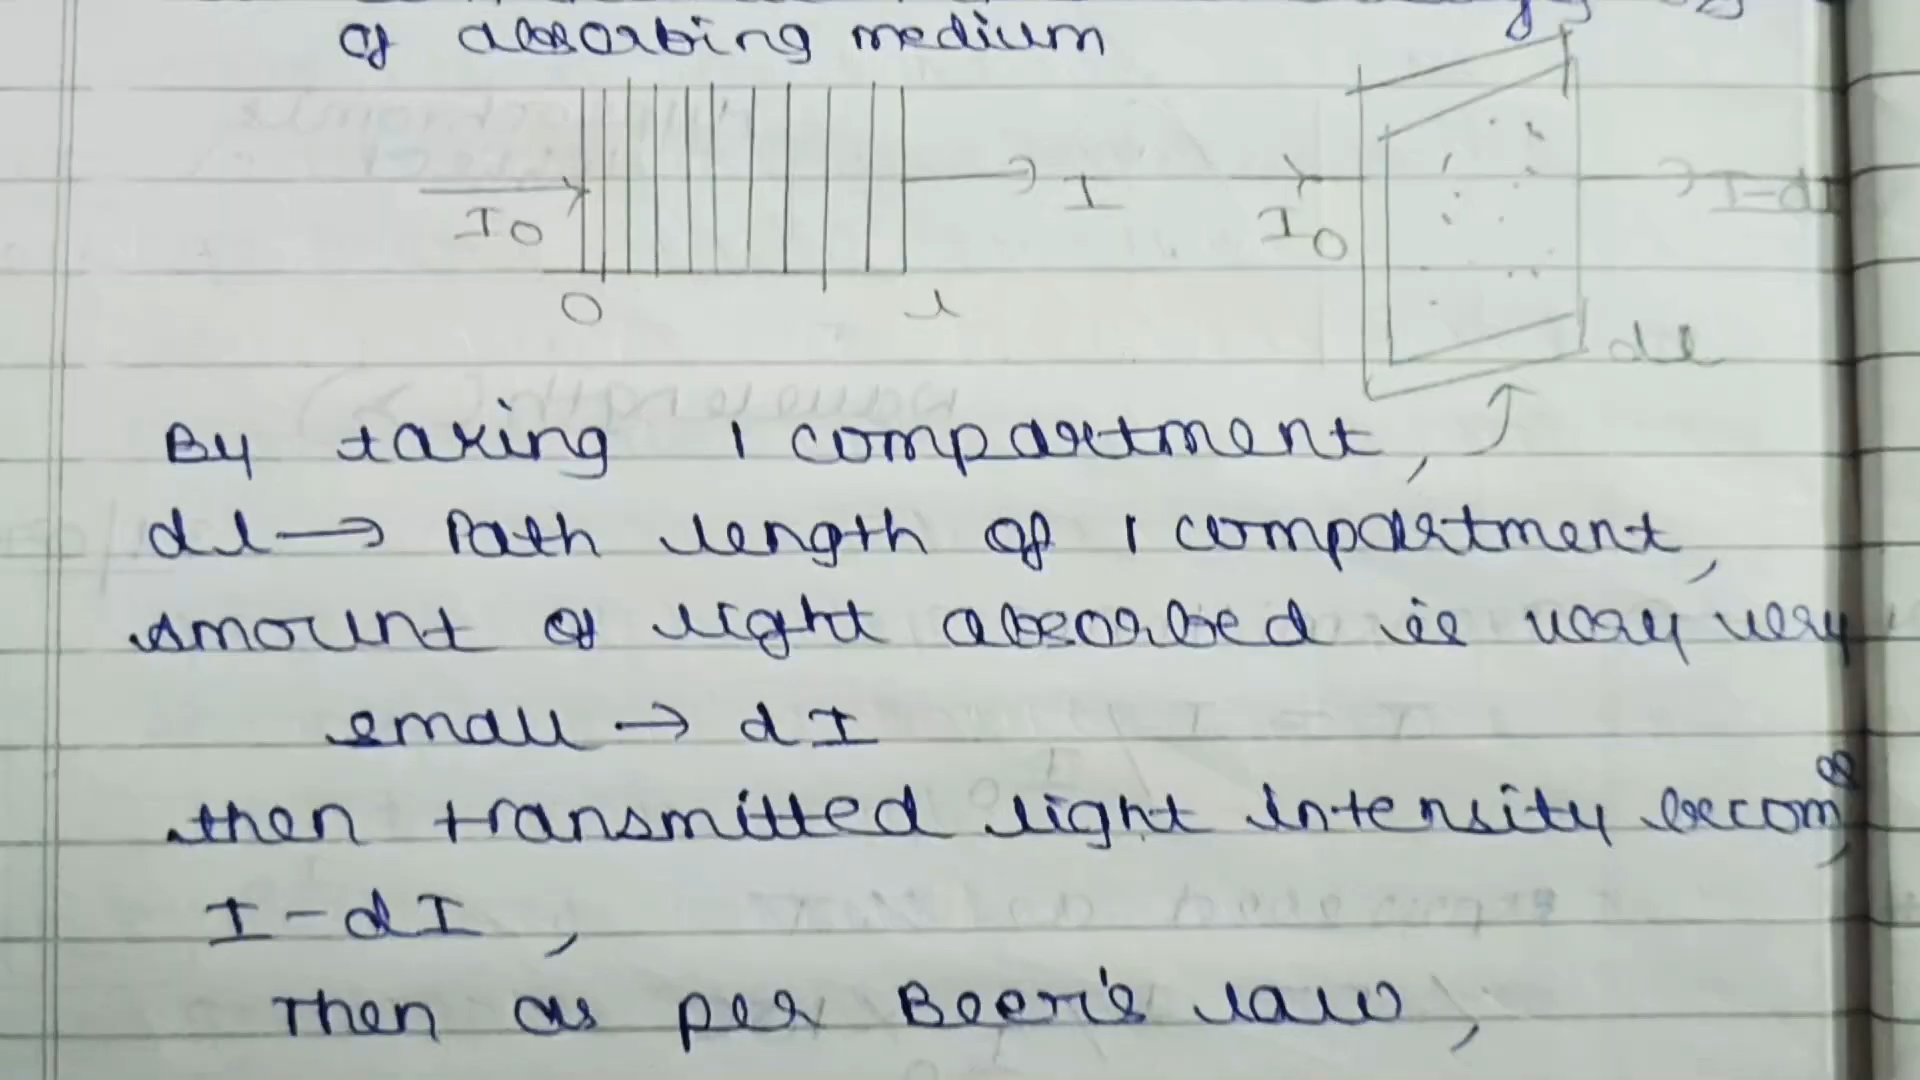 of absorbing medium
I0
I
I0
I-dI
0
l
dl
By taking 1 compartment,
dl → Path length of 1 compartment,
Amount of light absorbed is very very
small → dI
then transmitted light intensity becomes
I-dI,
Then as per Beer's law,